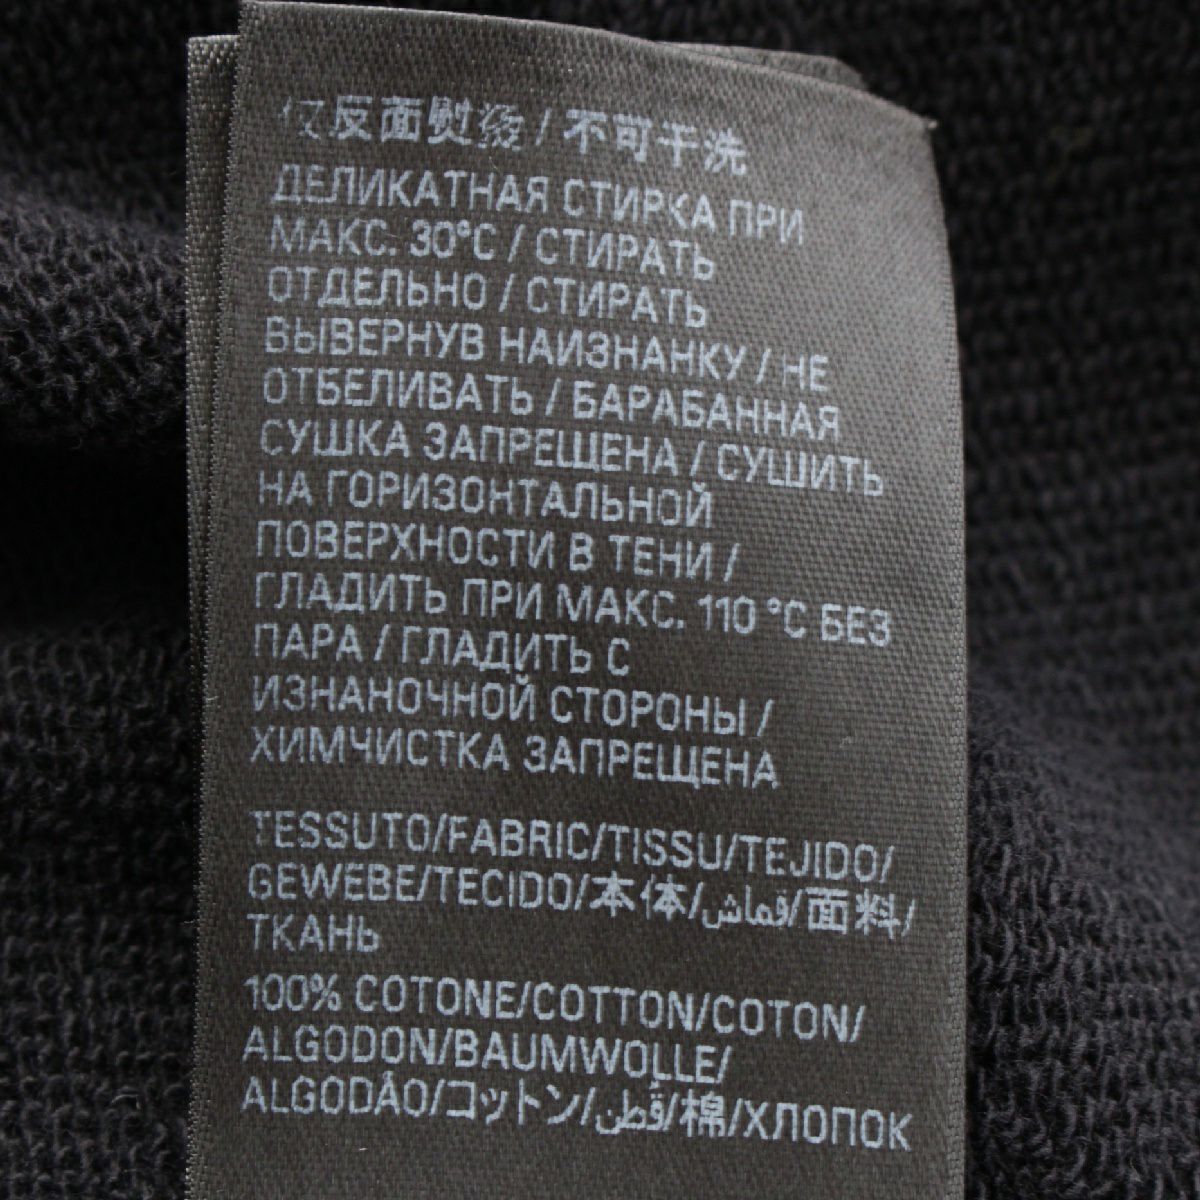 仅反面熨烫/不可干洗
ДЕЛИКАТНАЯ СТИРКА ПРИ
МАКС. 30°C / СТИРАТЬ
ОТДЕЛЬНО / СТИРАТЬ
ВЫВЕРНУВ НАИЗНАНКУ / НЕ
ОТБЕЛИВАТЬ / БАРАБАННАЯ
СУШКА ЗАПРЕЩЕНА / СУШИТЬ
НА ГОРИЗОНТАЛЬНОЙ
ПОВЕРХНОСТИ В ТЕНИ /
ГЛАДИТЬ ПРИ МАКС. 110 °C БЕЗ
ПАРА / ГЛАДИТЬ С
ИЗНАНОЧНОЙ СТОРОНЫ /
ХИМЧИСТКА ЗАПРЕЩЕНА
TESSUTO/FABRIC/TISSU/TEJIDO/
GEWEBE/TECIDO/本体/قماش/面料/
ТКАНЬ
100% COTONE/COTTON/COTON/
ALGODON/BAUMWOLLE/
ALGODÃO/コットン/قطن/棉/ХЛОПОК